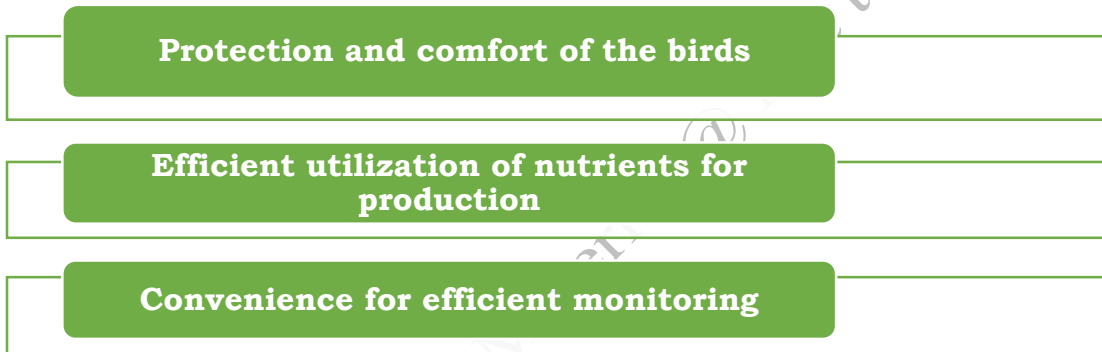 Protection and comfort of the birds
Efficient utilization of nutrients for
production
Convenience for efficient monitoring